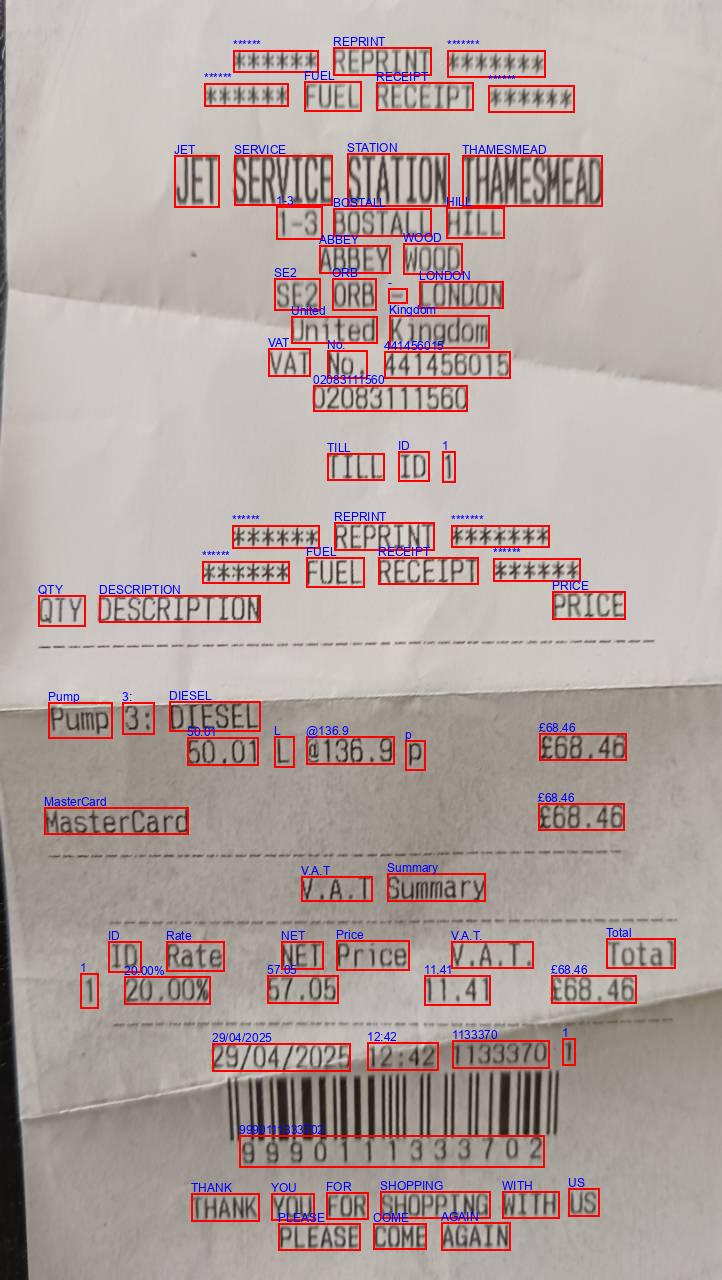 ****** REPRINT *******
****** FUEL RECEIPT ******
JET SERVICE STATION THAMESMEAD
1-3 BOSTALL HILL
ABBEY WOOD
SE2 ORB - LONDON
United Kingdom
VAT No. 441456015
02083111560
TILL ID 1
****** REPRINT *******
****** FUEL RECEIPT ******
QTY DESCRIPTION PRICE
Pump 3: DIESEL
50.01 L @136.9 p £68.46
MasterCard £68.46
V.A.T Summary
ID Rate NET Price V.A.T. Total
1 20.00% 57.05 11.41 £68.46
29/04/2025 12:42 1133370 1
9990111333702
THANK YOU FOR SHOPPING WITH US
PLEASE COME AGAIN